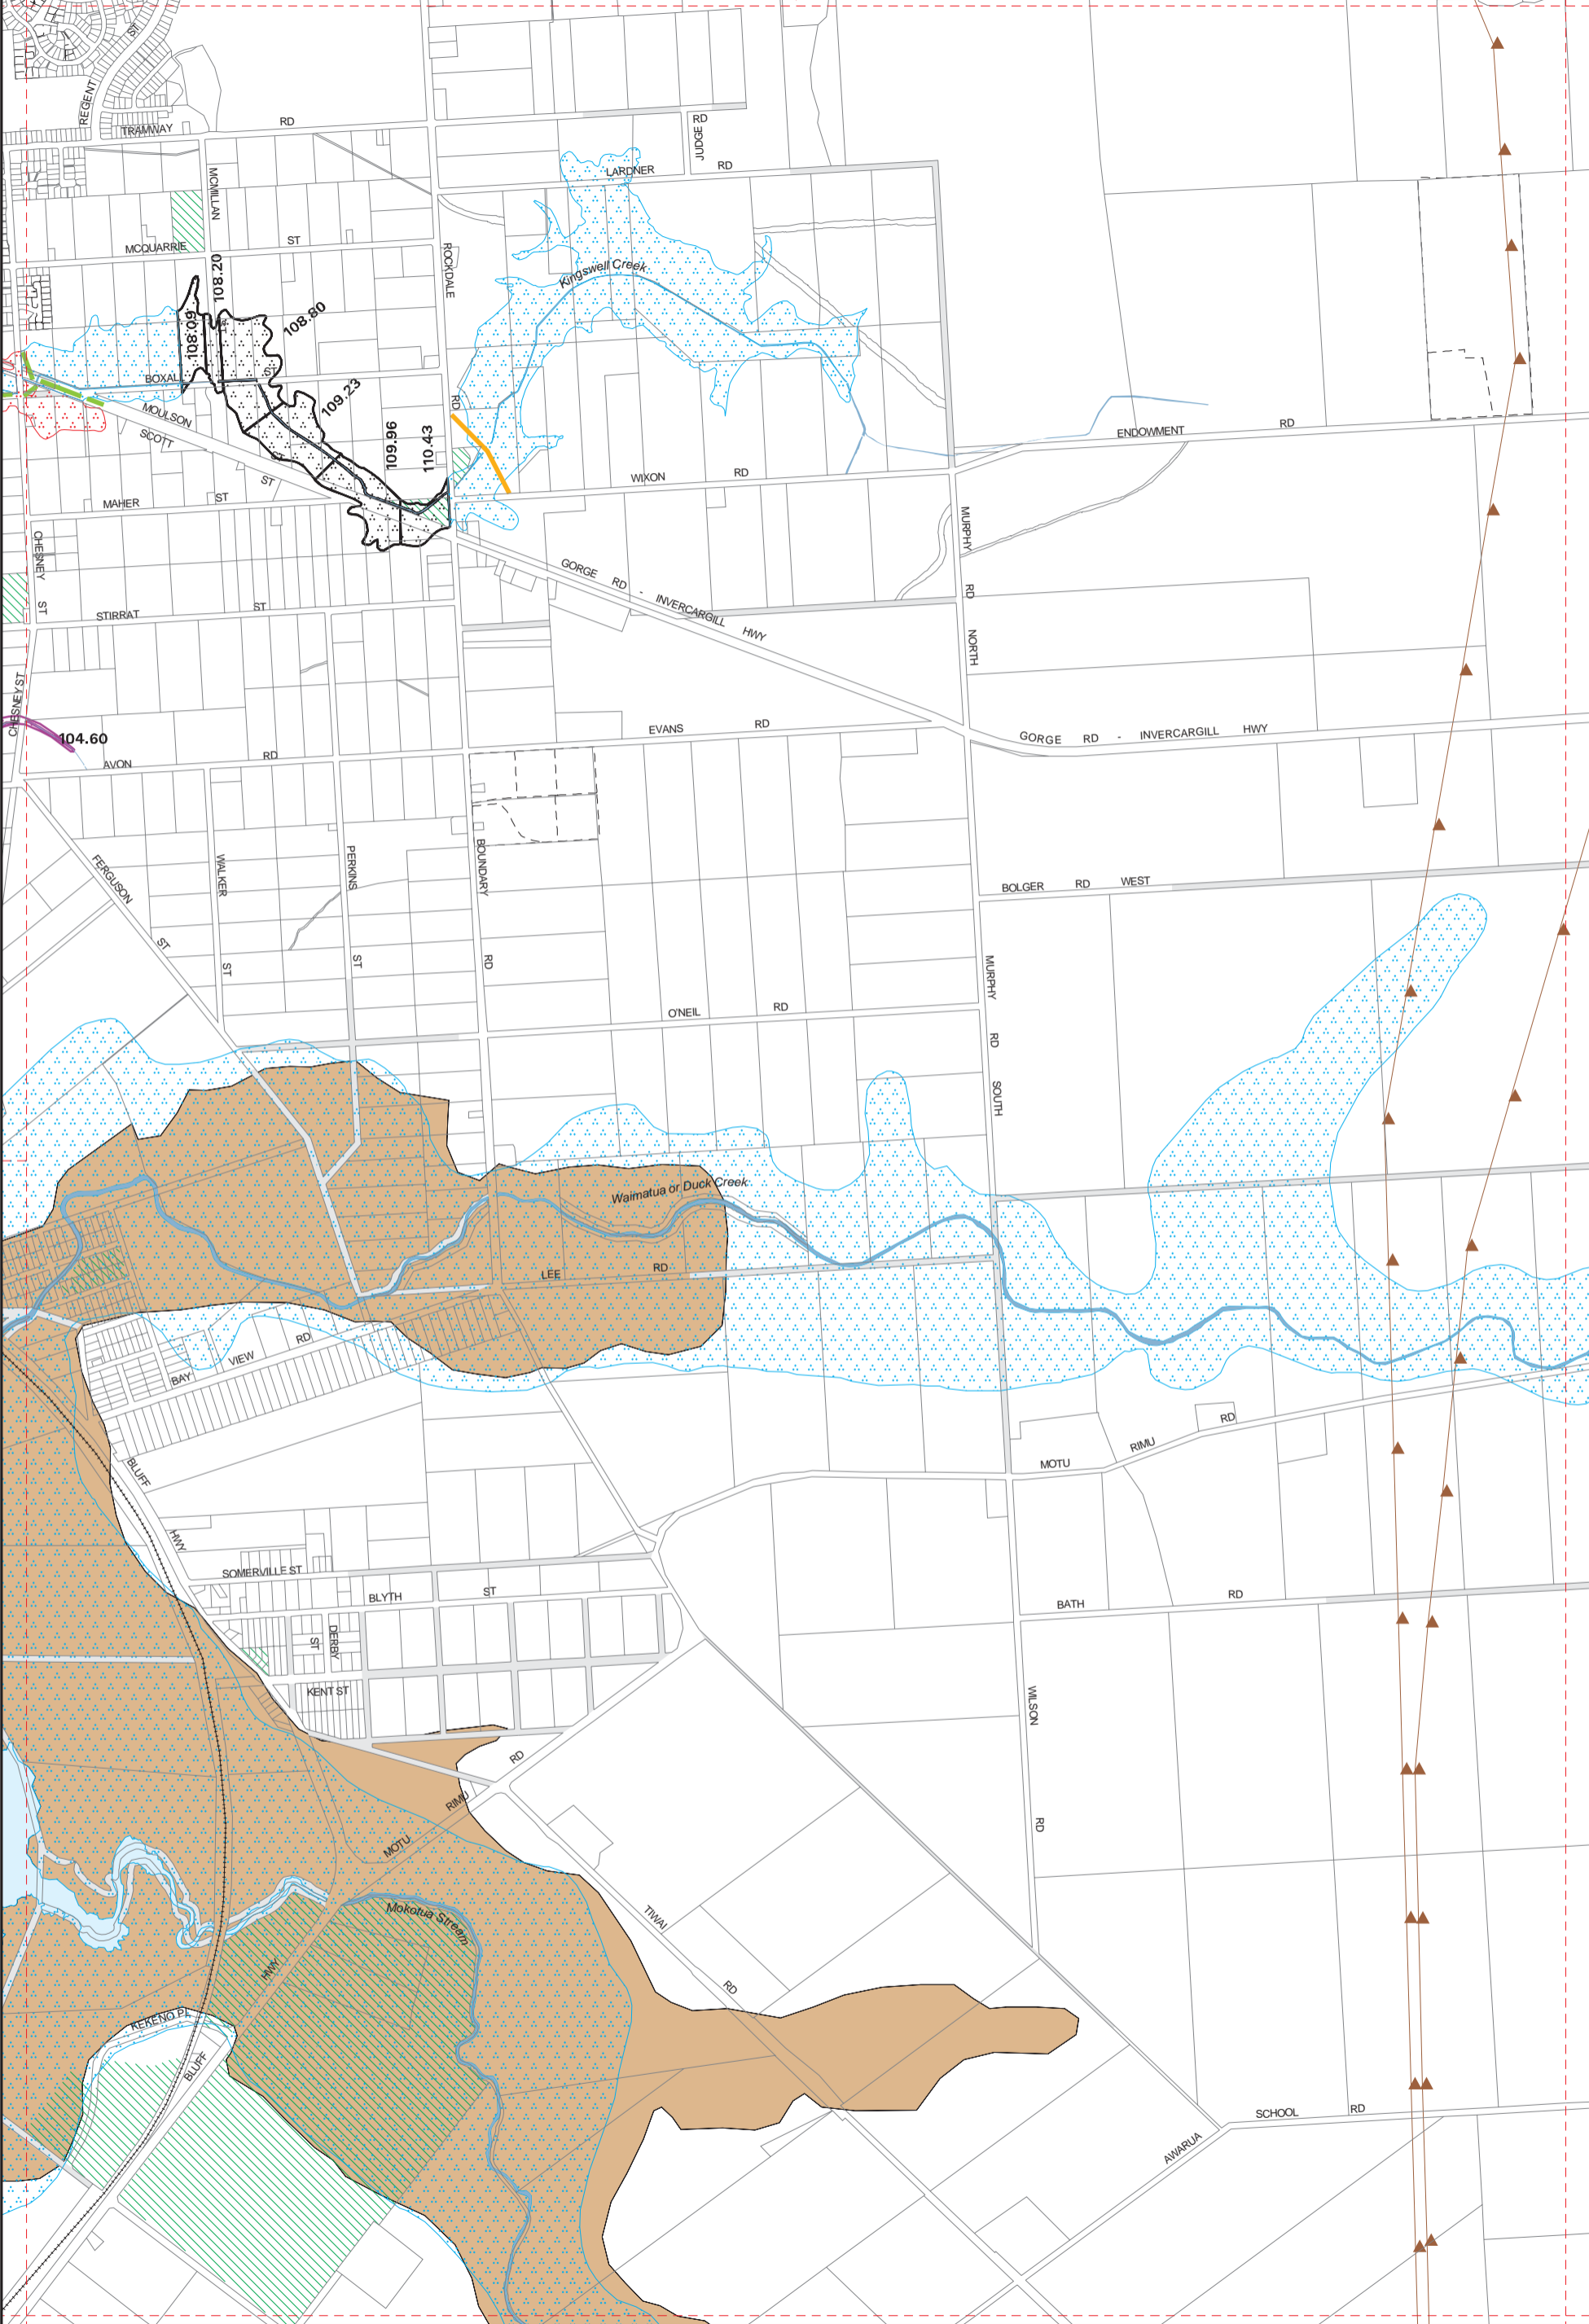 ST
REGENT
TRAMWAY
RD
RD
JUDGE
LARDNER
RD
MCMILLAN
MCQUARRIE
ST
ROCKDALE
RD
Kingswell Creek
108.09
108.20
ST
108.80
109.23
109.96
110.43
BOXALL
ST
MOULSON
SCOTT
ST
ST
MAHER
ST
WIXON
RD
ENDOWMENT
RD
CHESNEY
ST
STIRRAT
ST
GORGE RD - INVERCARGILL HWY
MURPHY
RD
NORTH
CHESNEY ST
104.60
AVON
RD
EVANS
RD
GORGE RD - INVERCARGILL HWY
FERGUSON
ST
WALKER
ST
PERKINS
ST
BOUNDARY
RD
BOLGER RD WEST
O'NEIL
RD
MURPHY
RD
SOUTH
Waimatua or Duck Creek
LEE
RD
BAY
VIEW
RD
BLUFF
HWY
MOTU
RIMU
RD
SOMERVILLE ST
BLYTH
ST
ST
DERBY
KENT ST
BATH
RD
WILSON
RD
MOTU
RIMU
RD
TIWAI
RD
Mokotua Stream
HWY
KEKENO PL
BLUFF
SCHOOL
RD
AWARUA